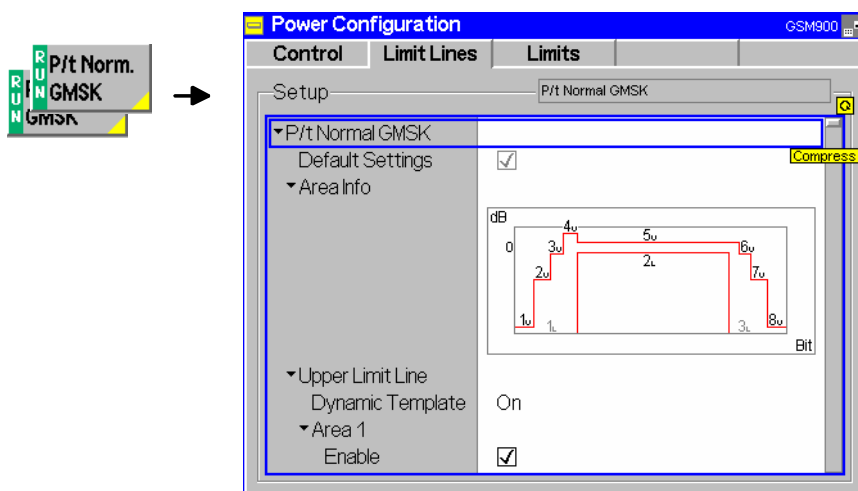 Power Configuration
GSM900
Control
Limit Lines
Limits
RUN
P/t Norm.
GMSK
RUN
GMSK
Setup
P/t Normal GMSK
P/t Normal GMSK
Default Settings
Compress
Area Info
dB
0
1U
2U
3U
4U
5U
6U
7U
8U
1L
2L
3L
Bit
Upper Limit Line
Dynamic Template
On
Area 1
Enable